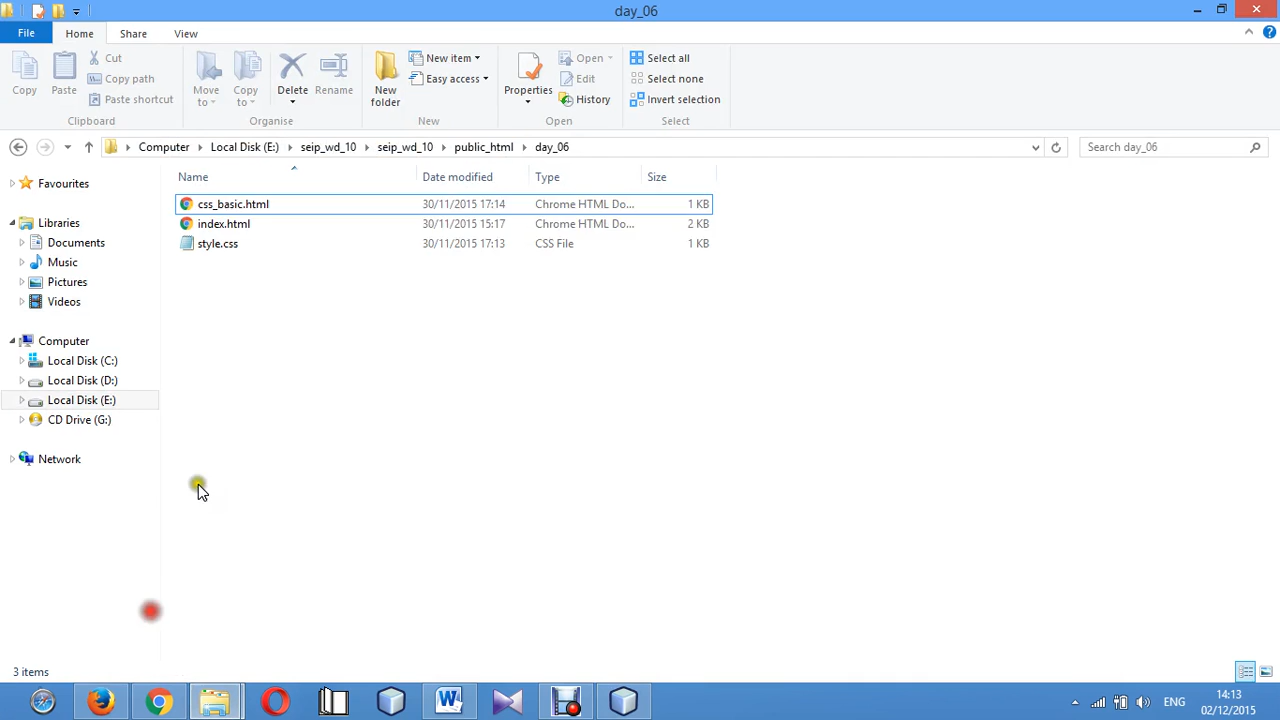 day_06
File
Home
Share
View
Copy
Paste
Cut
Copy path
Paste shortcut
Move to
Copy to
Delete
Rename
New folder
New item
Easy access
Properties
Open
Edit
History
Select all
Select none
Invert selection
Clipboard
Organise
New
Open
Select
Computer
Local Disk (E:)
seip_wd_10
seip_wd_10
public_html
day_06
Search day_06
Name
Date modified
Type
Size
css_basic.html 30/11/2015 17:14 Chrome HTML Do... 1 KB
index.html 30/11/2015 15:17 Chrome HTML Do... 2 KB
style.css 30/11/2015 17:13 CSS File 1 KB
Favourites
Libraries
Documents
Music
Pictures
Videos
Computer
Local Disk (C:)
Local Disk (D:)
Local Disk (E:)
CD Drive (G:)
Network
3 items
ENG
14:13
02/12/2015